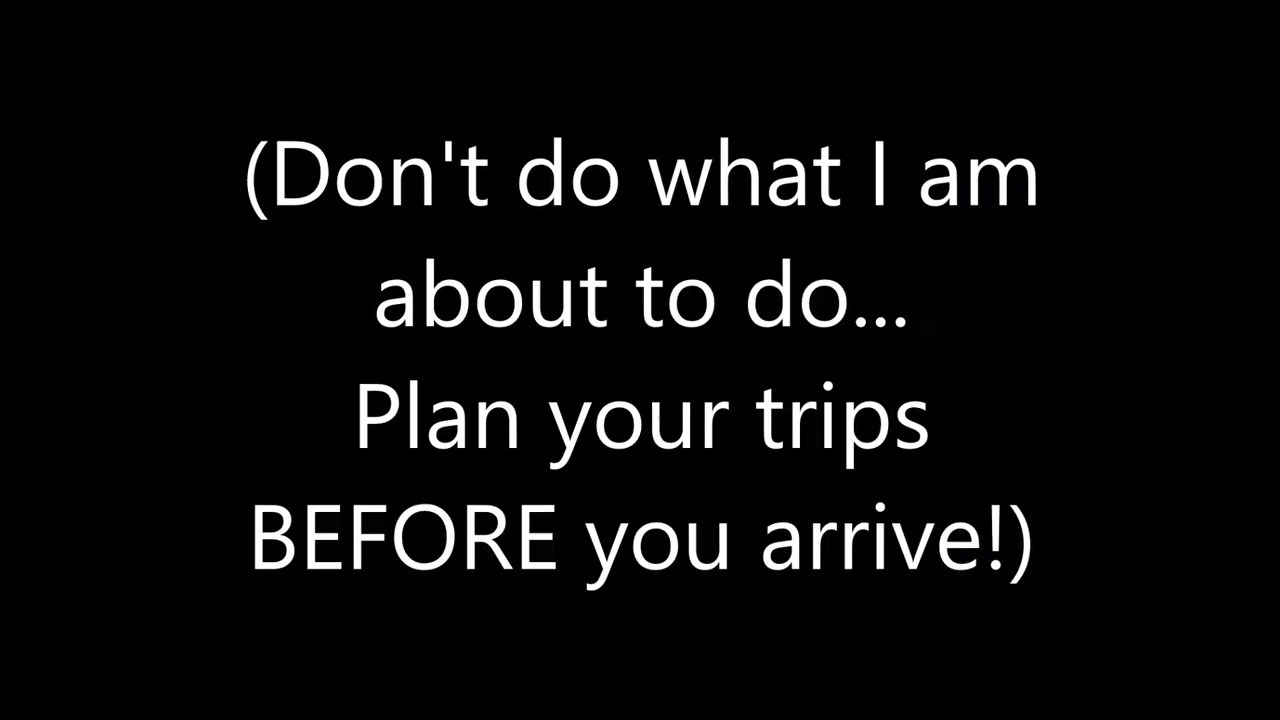 (Don't do what I am
about to do...
Plan your trips
BEFORE you arrive!)